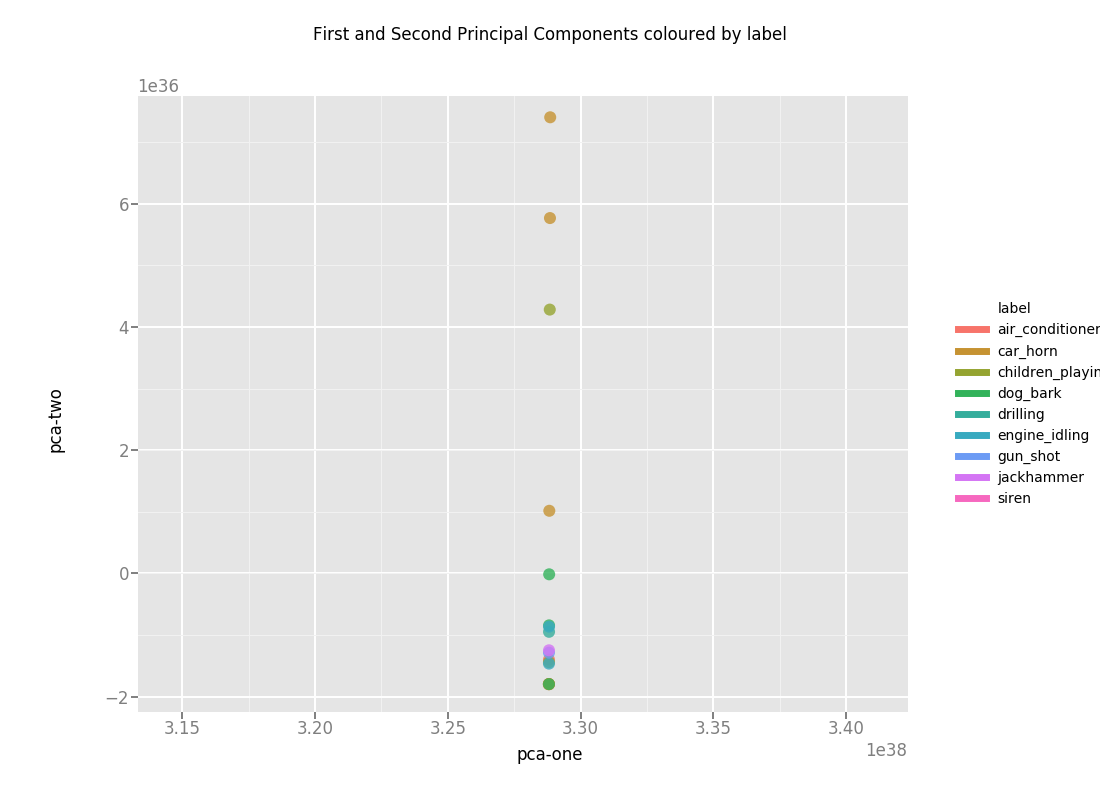 First and Second Principal Components coloured by label
1e36
6
4
2
0
−2
pca-two
3.15 3.20 3.25 3.30 3.35 3.40
1e38
pca-one
label
air_conditioner
car_horn
children_playin
dog_bark
drilling
engine_idling
gun_shot
jackhammer
siren